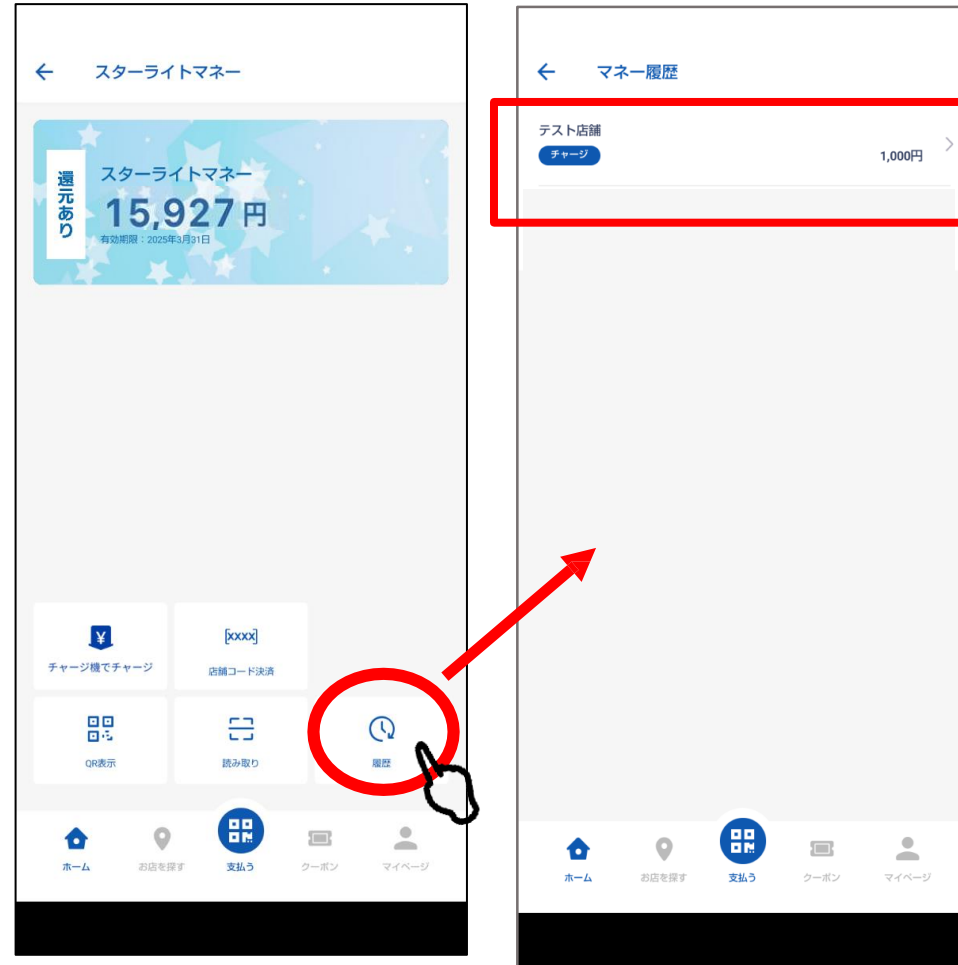 スターライトマネー
還元あり
スターライトマネー
15,927円
有効期限：2025年3月31日
¥
チャージ機でチャージ
[xxxx]
店舗コード決済
QR表示
読み取り
履歴
ホーム
お店を探す
支払う
クーポン
マイページ
マネー履歴
テスト店舗
チャージ
1,000円
ホーム
お店を探す
支払う
クーポン
マイページ